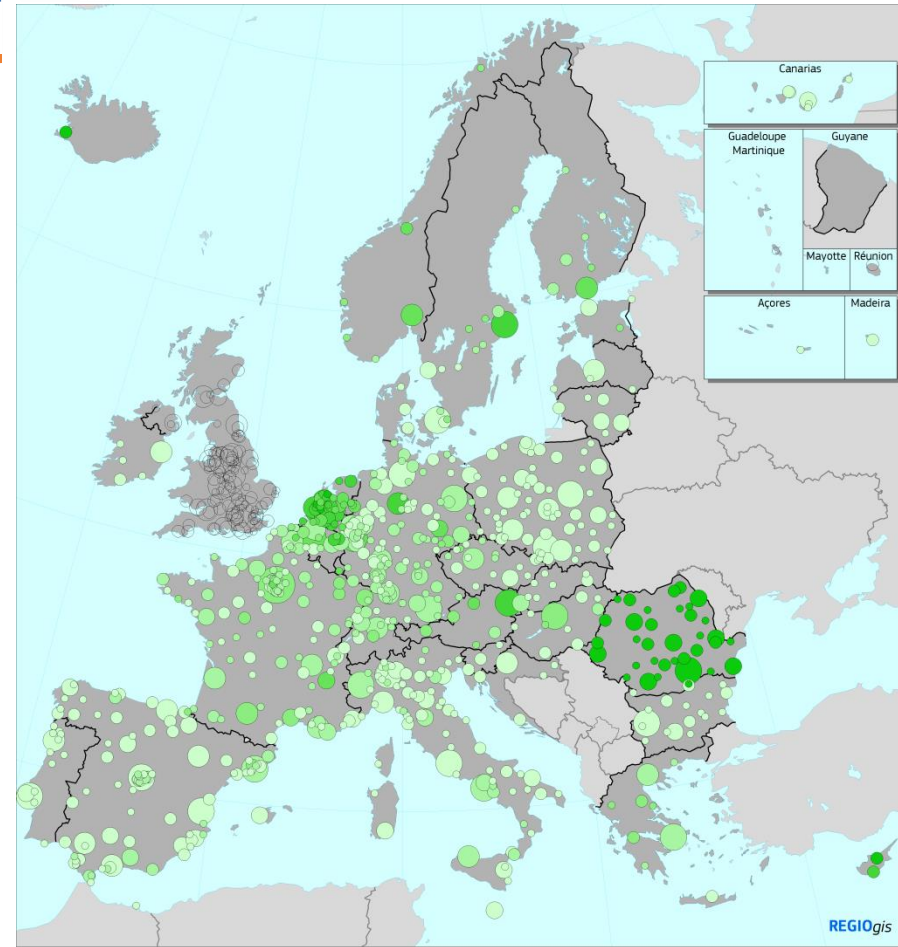 Canarias
Guadeloupe
Martinique
Guyane
Mayotte
Réunion
Açores
Madeira
REGIOgis